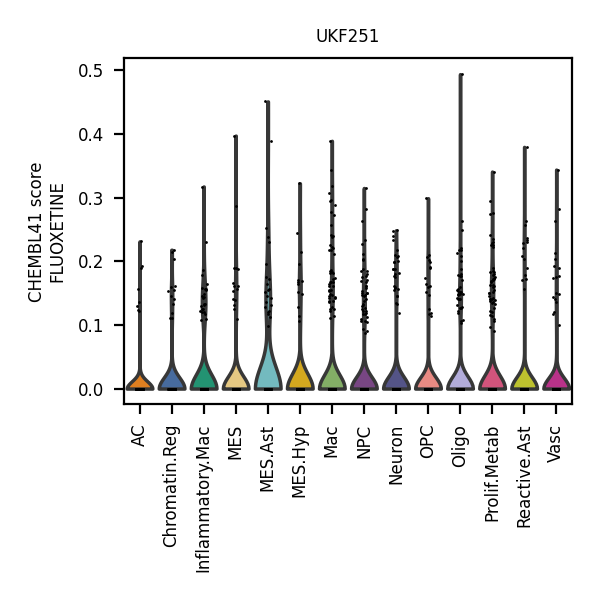 UKF251
CHEMBL41 score
FLUOXETINE
0.5
0.4
0.3
0.2
0.1
0.0
AC
Chromatin.Reg
Inflammatory.Mac
MES
MES.Ast
MES.Hyp
Mac
NPC
Neuron
OPC
Oligo
Prolif.Metab
Reactive.Ast
Vasc